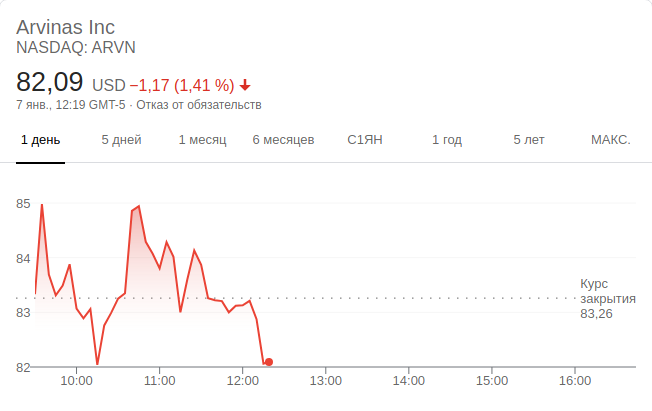 Arvinas Inc
NASDAQ: ARVN
82,09 USD −1,17 (1,41 %)
7 янв., 12:19 GMT-5 · Отказ от обязательств
1 день 5 дней 1 месяц 6 месяцев С1ЯН 1 год 5 лет МАКС.
85
84
Курс
закрытия
83,26
83
82
10:00 11:00 12:00 13:00 14:00 15:00 16:00